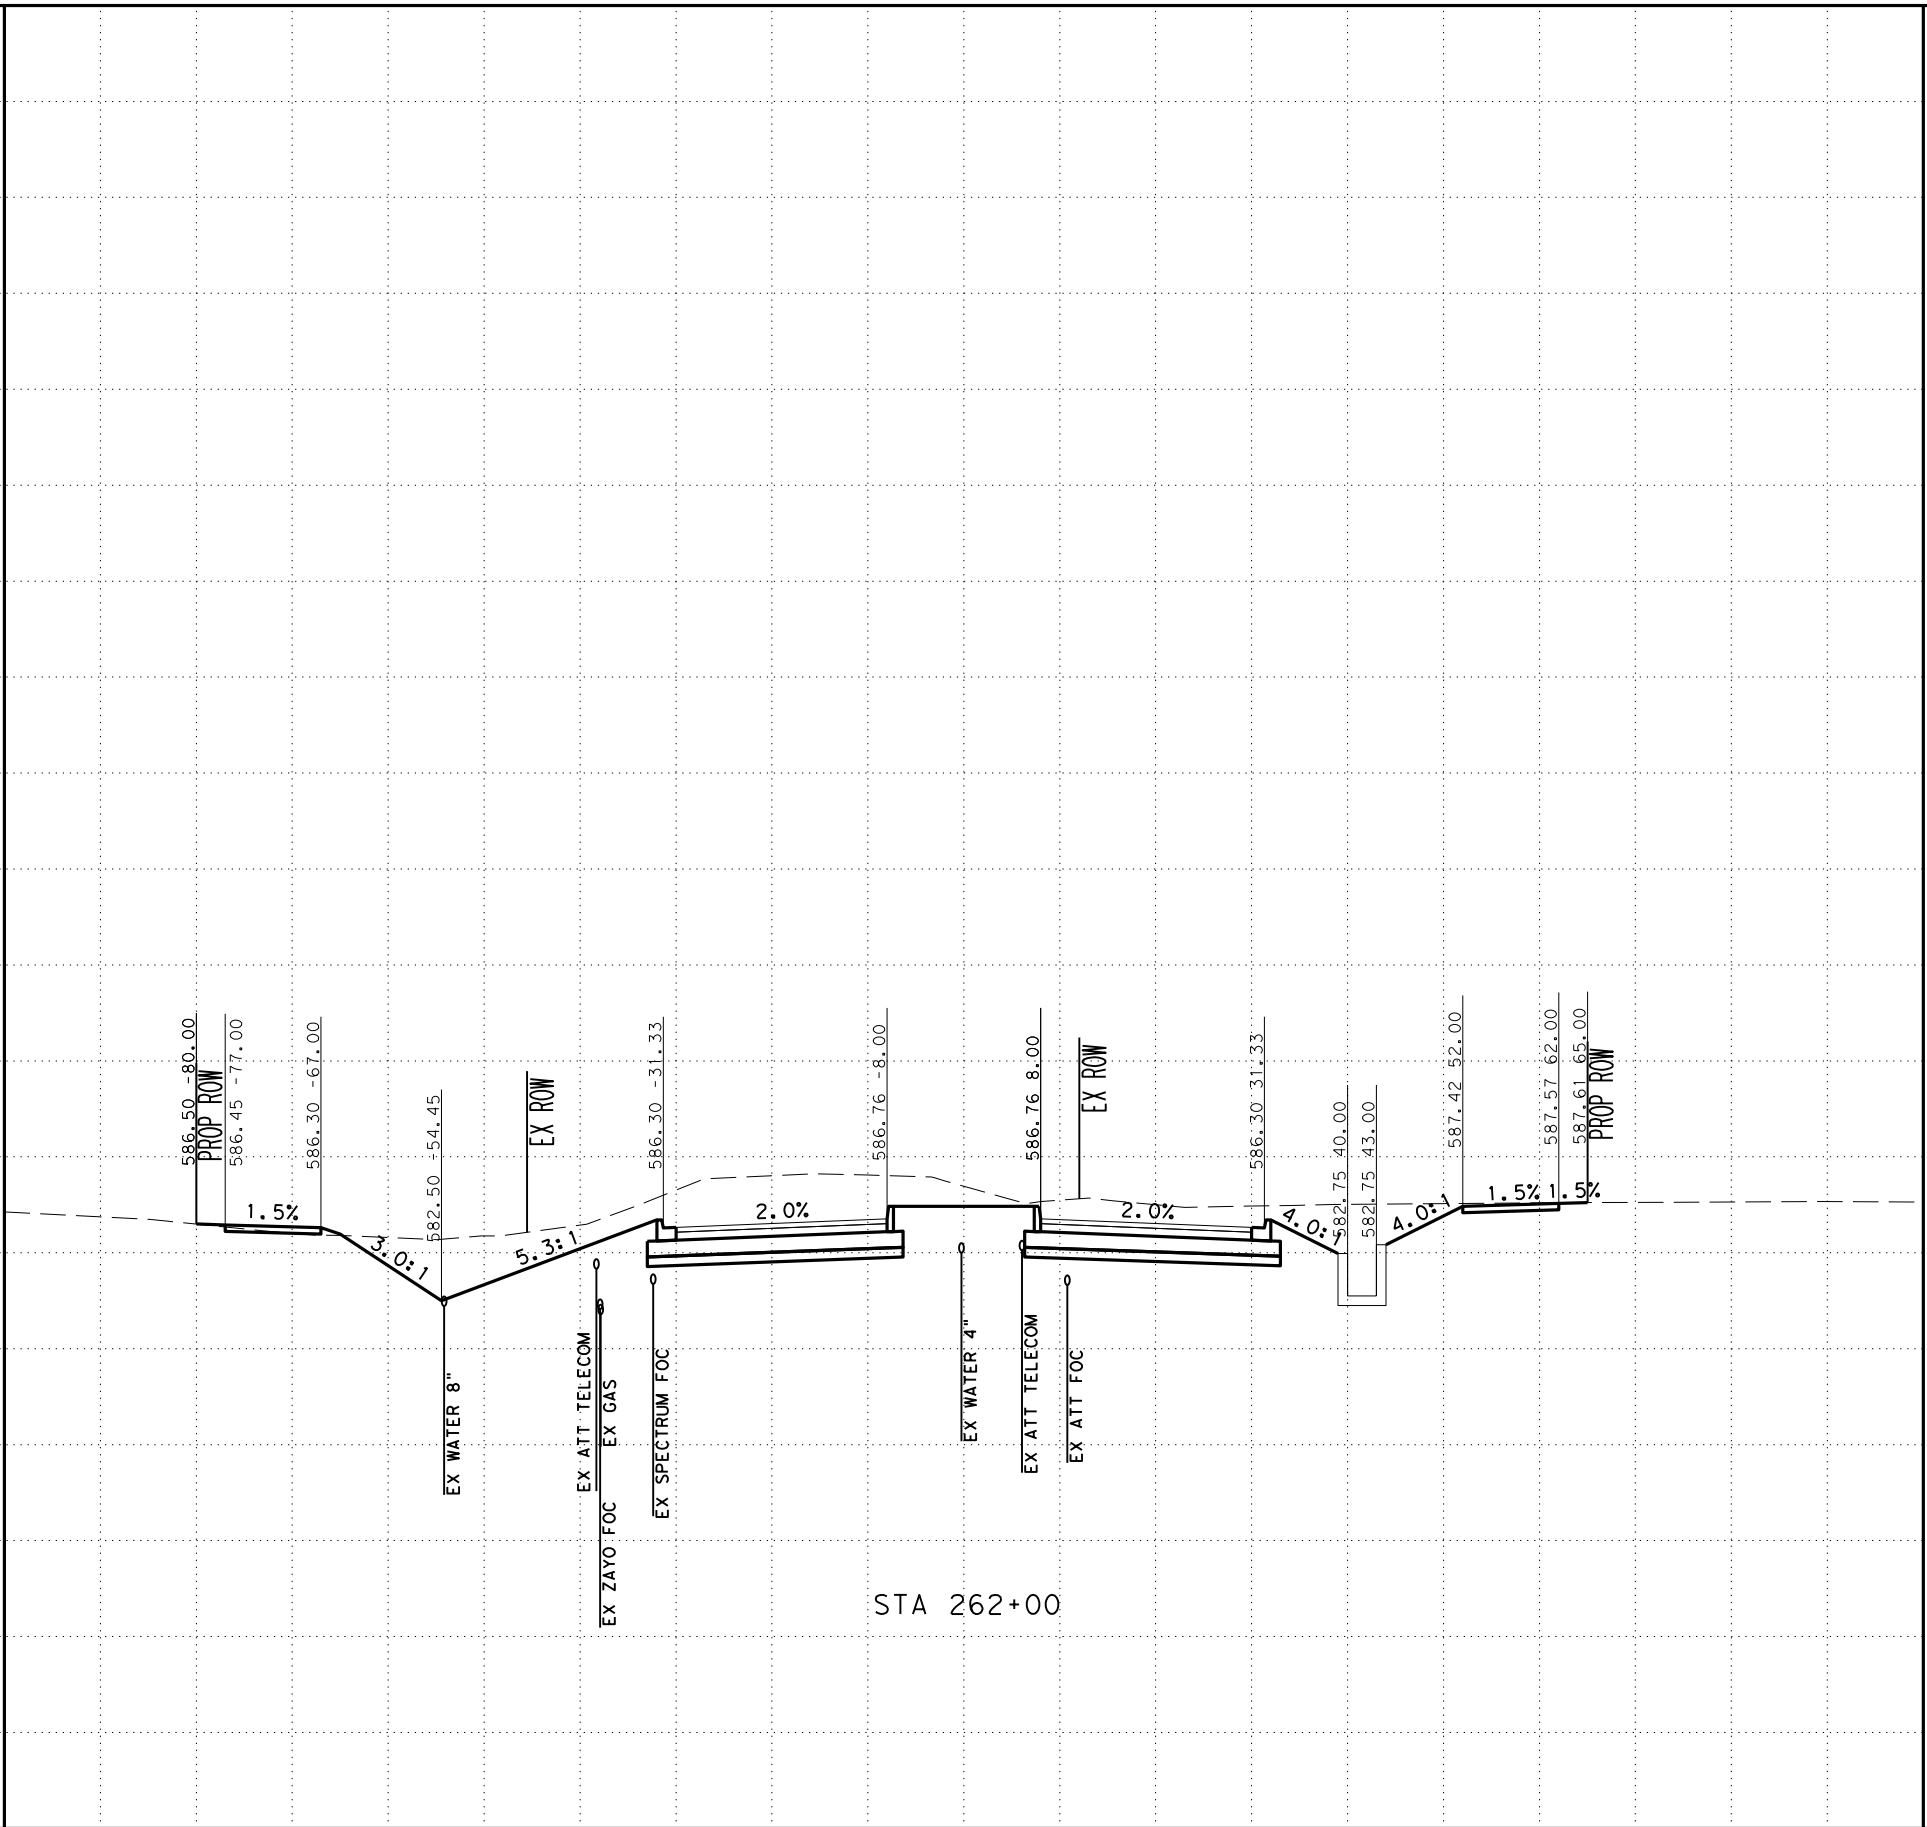 586.50 -80.00
PROP ROW
586.45 -77.00
586.30 -67.00
582.50 -54.45
EX ROW
586.30 -31.33
586.76 -8.00
586.76 8.00
EX ROW
586.30 31.33
582.75 40.00
582.75 43.00
587.42 52.00
587.57 62.00
587.61 65.00
PROP ROW
1.5%
3.0:1
5.3:1
2.0%
2.0%
4.0:1
4.0:1
1.5%
1.5%
EX WATER 8"
EX ATT TELECOM
EX GAS
EX ZAYO FOC
EX SPECTRUM FOC
EX WATER 4"
EX ATT TELECOM
EX ATT FOC
STA 262+00